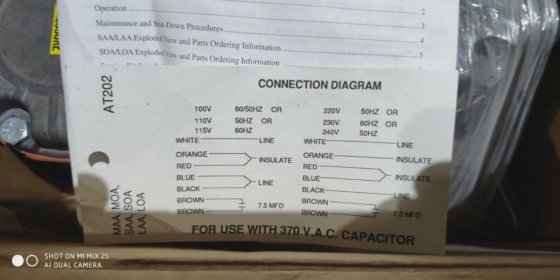 Operation 2
Maintenance and Shut-Down Procedures 3
SAA/LAA Exploded View and Parts Ordering Information 4
SOA/LOA Exploded View and Parts Ordering Information 5
CONNECTION DIAGRAM
AT202
100V 60/50HZ OR 220V 50HZ OR
110V 50HZ OR 230V 60HZ OR
115V 60HZ 240V 50HZ
WHITE LINE WHITE LINE
ORANGE ORANGE
INSULATE INSULATE
RED RED
BLUE BLUE
LINE
BLACK BLACK LINE
BROWN BROWN
7.5 MFD 7.5 MFD
BROWN BROWN
MAA, MOA,
SAA, SOA
LAA, LOA
FOR USE WITH 370 V.A.C. CAPACITOR
SHOT ON MI MIX 2S
AI DUAL CAMERA